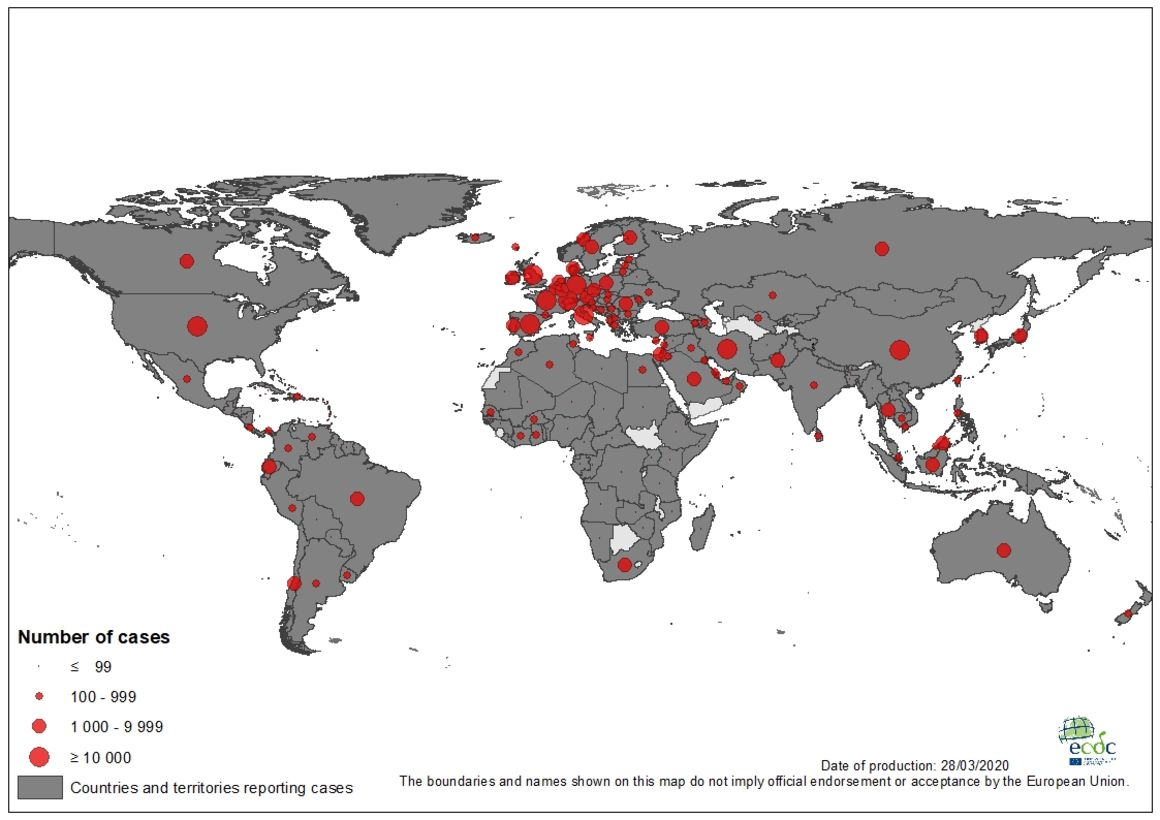 Number of cases
≤ 99
100 - 999
1 000 - 9 999
≥ 10 000
Countries and territories reporting cases
ecdc
Date of production: 28/03/2020
The boundaries and names shown on this map do not imply official endorsement or acceptance by the European Union.